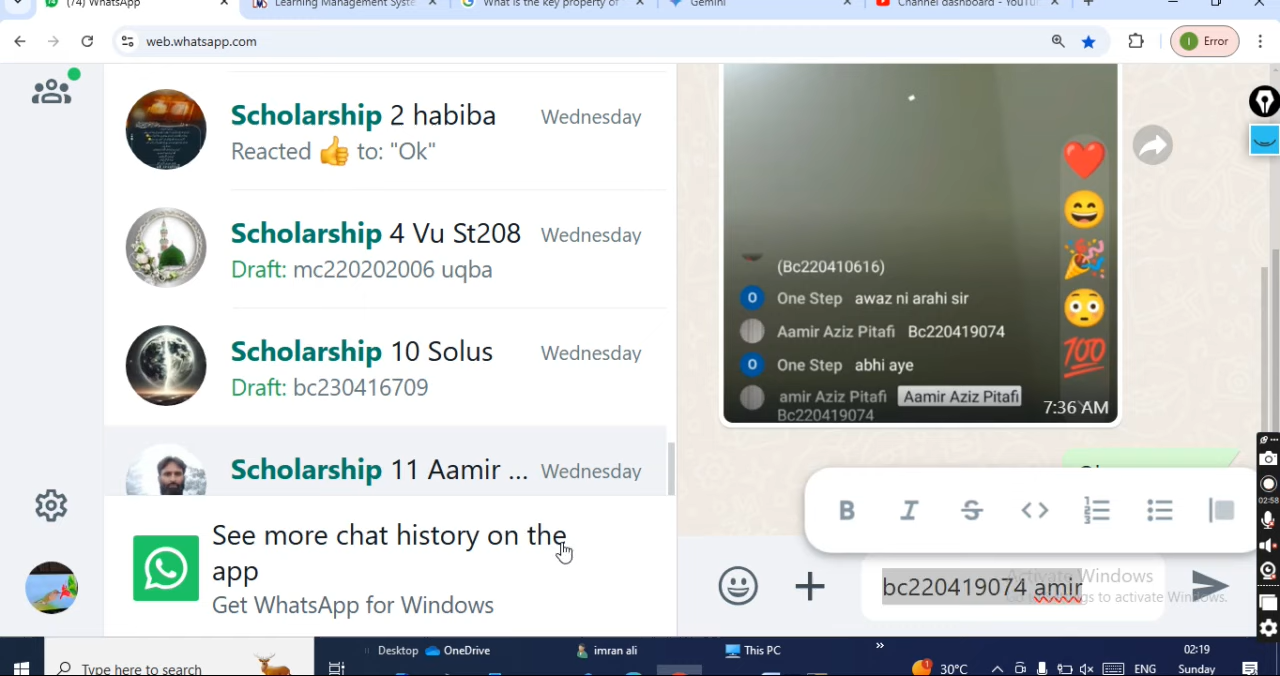 (74) WhatsApp
Learning Management Syste
What is the key property of
Gemini
Channel dashboard - YouTu
web.whatsapp.com
Error
Scholarship 2 habiba
Wednesday
Reacted 👍 to: "Ok"
Scholarship 4 Vu St208
Wednesday
Draft: mc220202006 uqba
Scholarship 10 Solus
Wednesday
Draft: bc230416709
Scholarship 11 Aamir ...
Wednesday
See more chat history on the
app
Get WhatsApp for Windows
(Bc220410616)
O One Step awaz ni arahi sir
Aamir Aziz Pitafi Bc220419074
O One Step abhi aye
amir Aziz Pitafi Aamir Aziz Pitafi
Bc220419074
7:36 AM
100
B I S
bc220419074 amir
Activate Windows
gs to activate Windows.
02:58
Type here to search
Desktop OneDrive
imran ali
This PC
30°C
ENG
02:19
Sunday